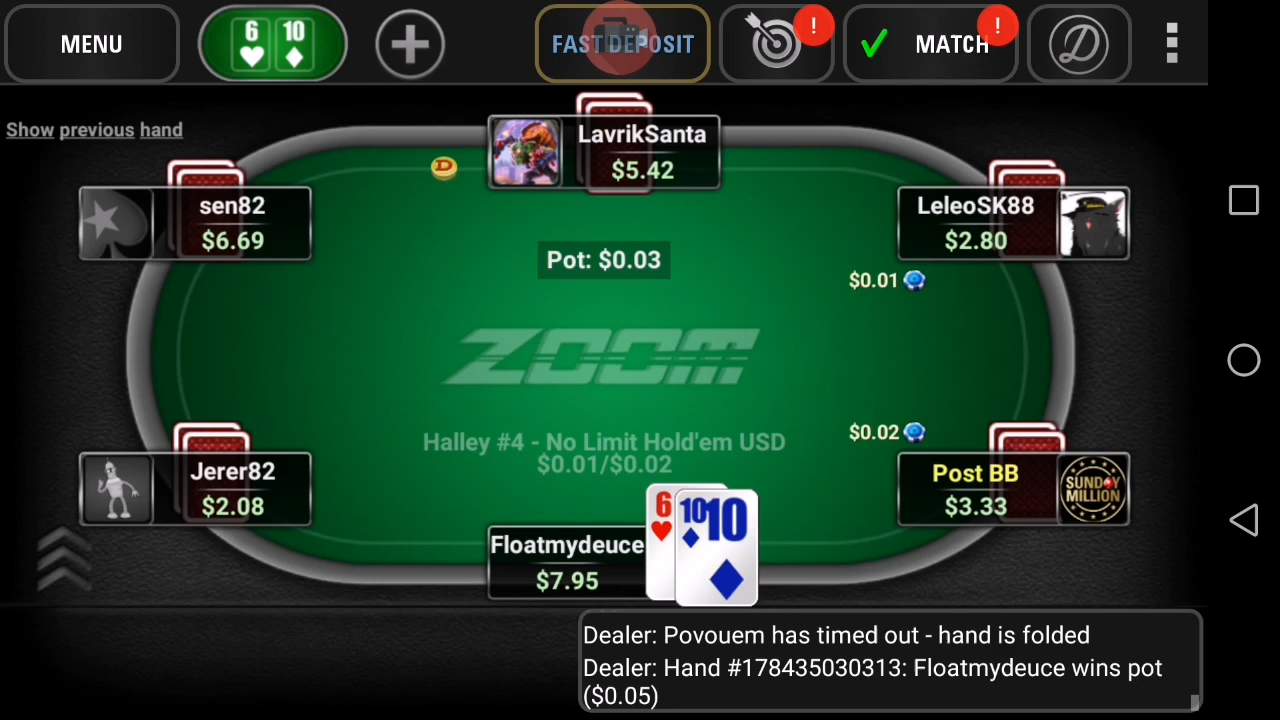 MENU
6 10
FASTDEPOSIT
!
MATCH
!
D
Show previous hand
D
LavrikSanta
$5.42
sen82
$6.69
LeleoSK88
$2.80
Pot: $0.03
$0.01
ZOOM
Halley #4 - No Limit Hold'em USD
$0.01/$0.02
$0.02
Jerer82
$2.08
Post BB
$3.33
SUNDAY
MILLION
Floatmydeuce
$7.95
6 10 10
Dealer: Povouem has timed out - hand is folded
Dealer: Hand #178435030313: Floatmydeuce wins pot
($0.05)